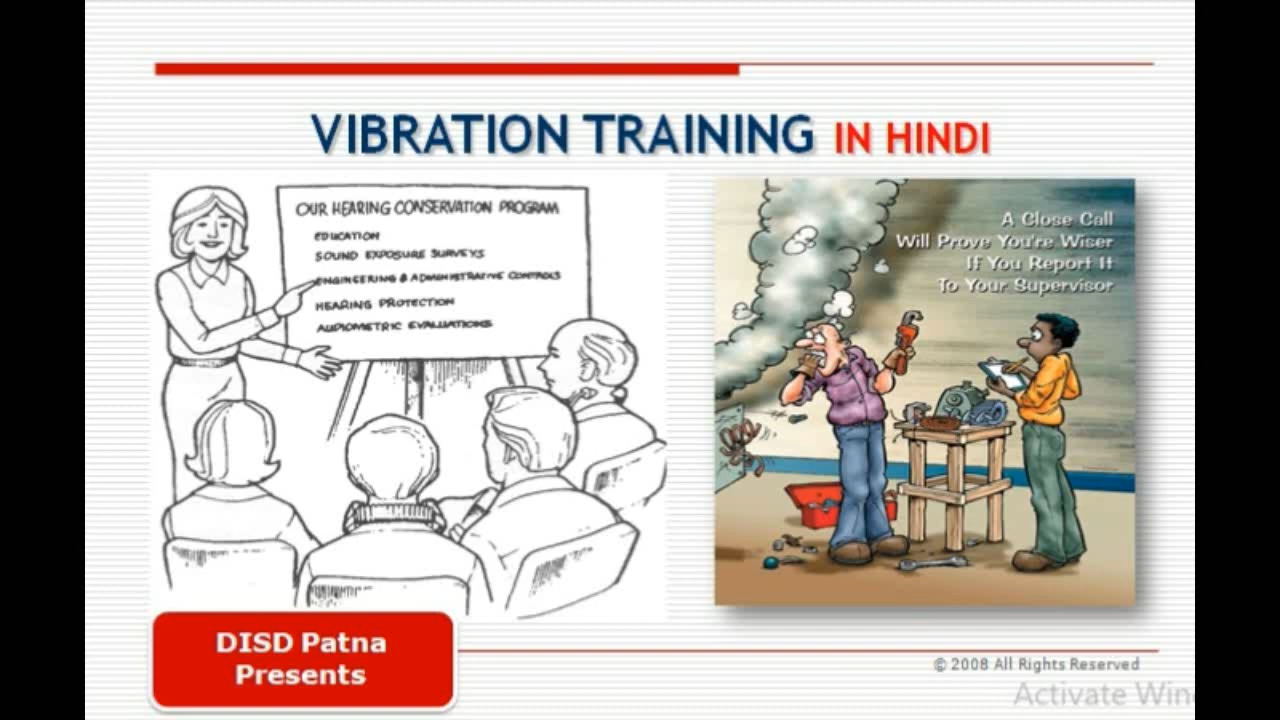 VIBRATION TRAINING IN HINDI
OUR HEARING CONSERVATION PROGRAM
EDUCATION
SOUND EXPOSURE SURVEYS
ENGINEERING & ADMINISTRATIVE CONTROLS
HEARING PROTECTION
AUDIOMETRIC EVALUATIONS
A Close Call
Will Prove You're Wiser
If You Report It
To Your Supervisor
DISD Patna
Presents
© 2008 All Rights Reserved
Activate Win